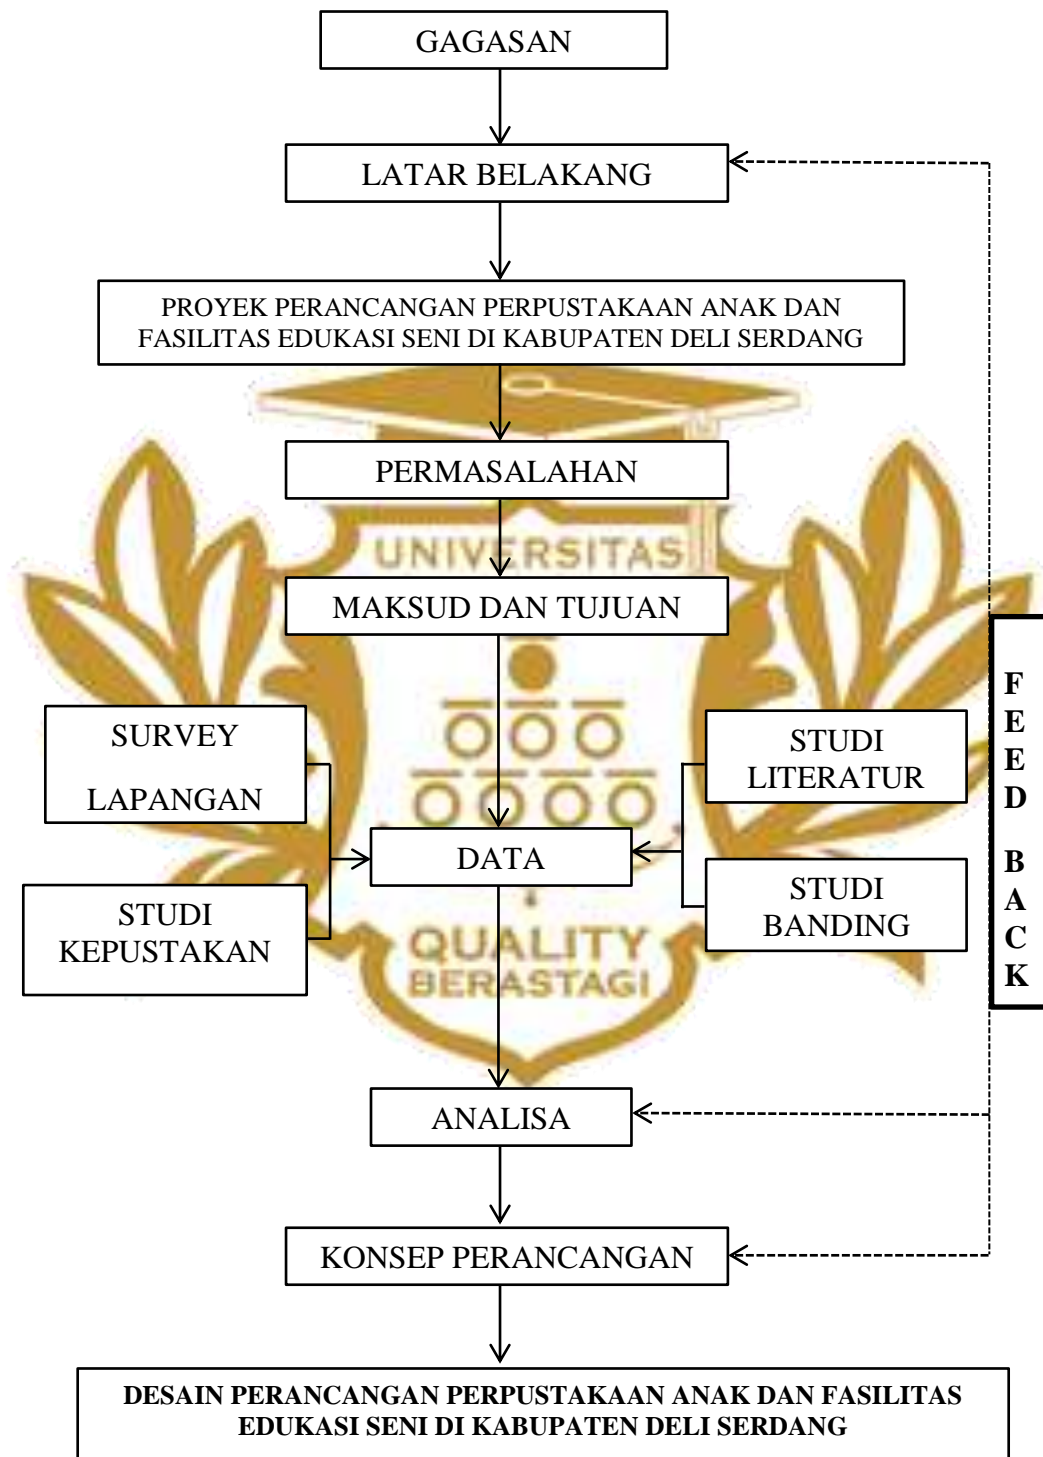 GAGASAN
LATAR BELAKANG
PROYEK PERANCANGAN PERPUSTAKAAN ANAK DAN
FASILITAS EDUKASI SENI DI KABUPATEN DELI SERDANG
PERMASALAHAN
UNIVERSITAS
MAKSUD DAN TUJUAN
SURVEY
LAPANGAN
STUDI
LITERATUR
DATA
STUDI
KEPUSTAKAN
STUDI
BANDING
QUALITY
BERASTAGI
F
E
E
D
B
A
C
K
ANALISA
KONSEP PERANCANGAN
DESAIN PERANCANGAN PERPUSTAKAAN ANAK DAN FASILITAS
EDUKASI SENI DI KABUPATEN DELI SERDANG